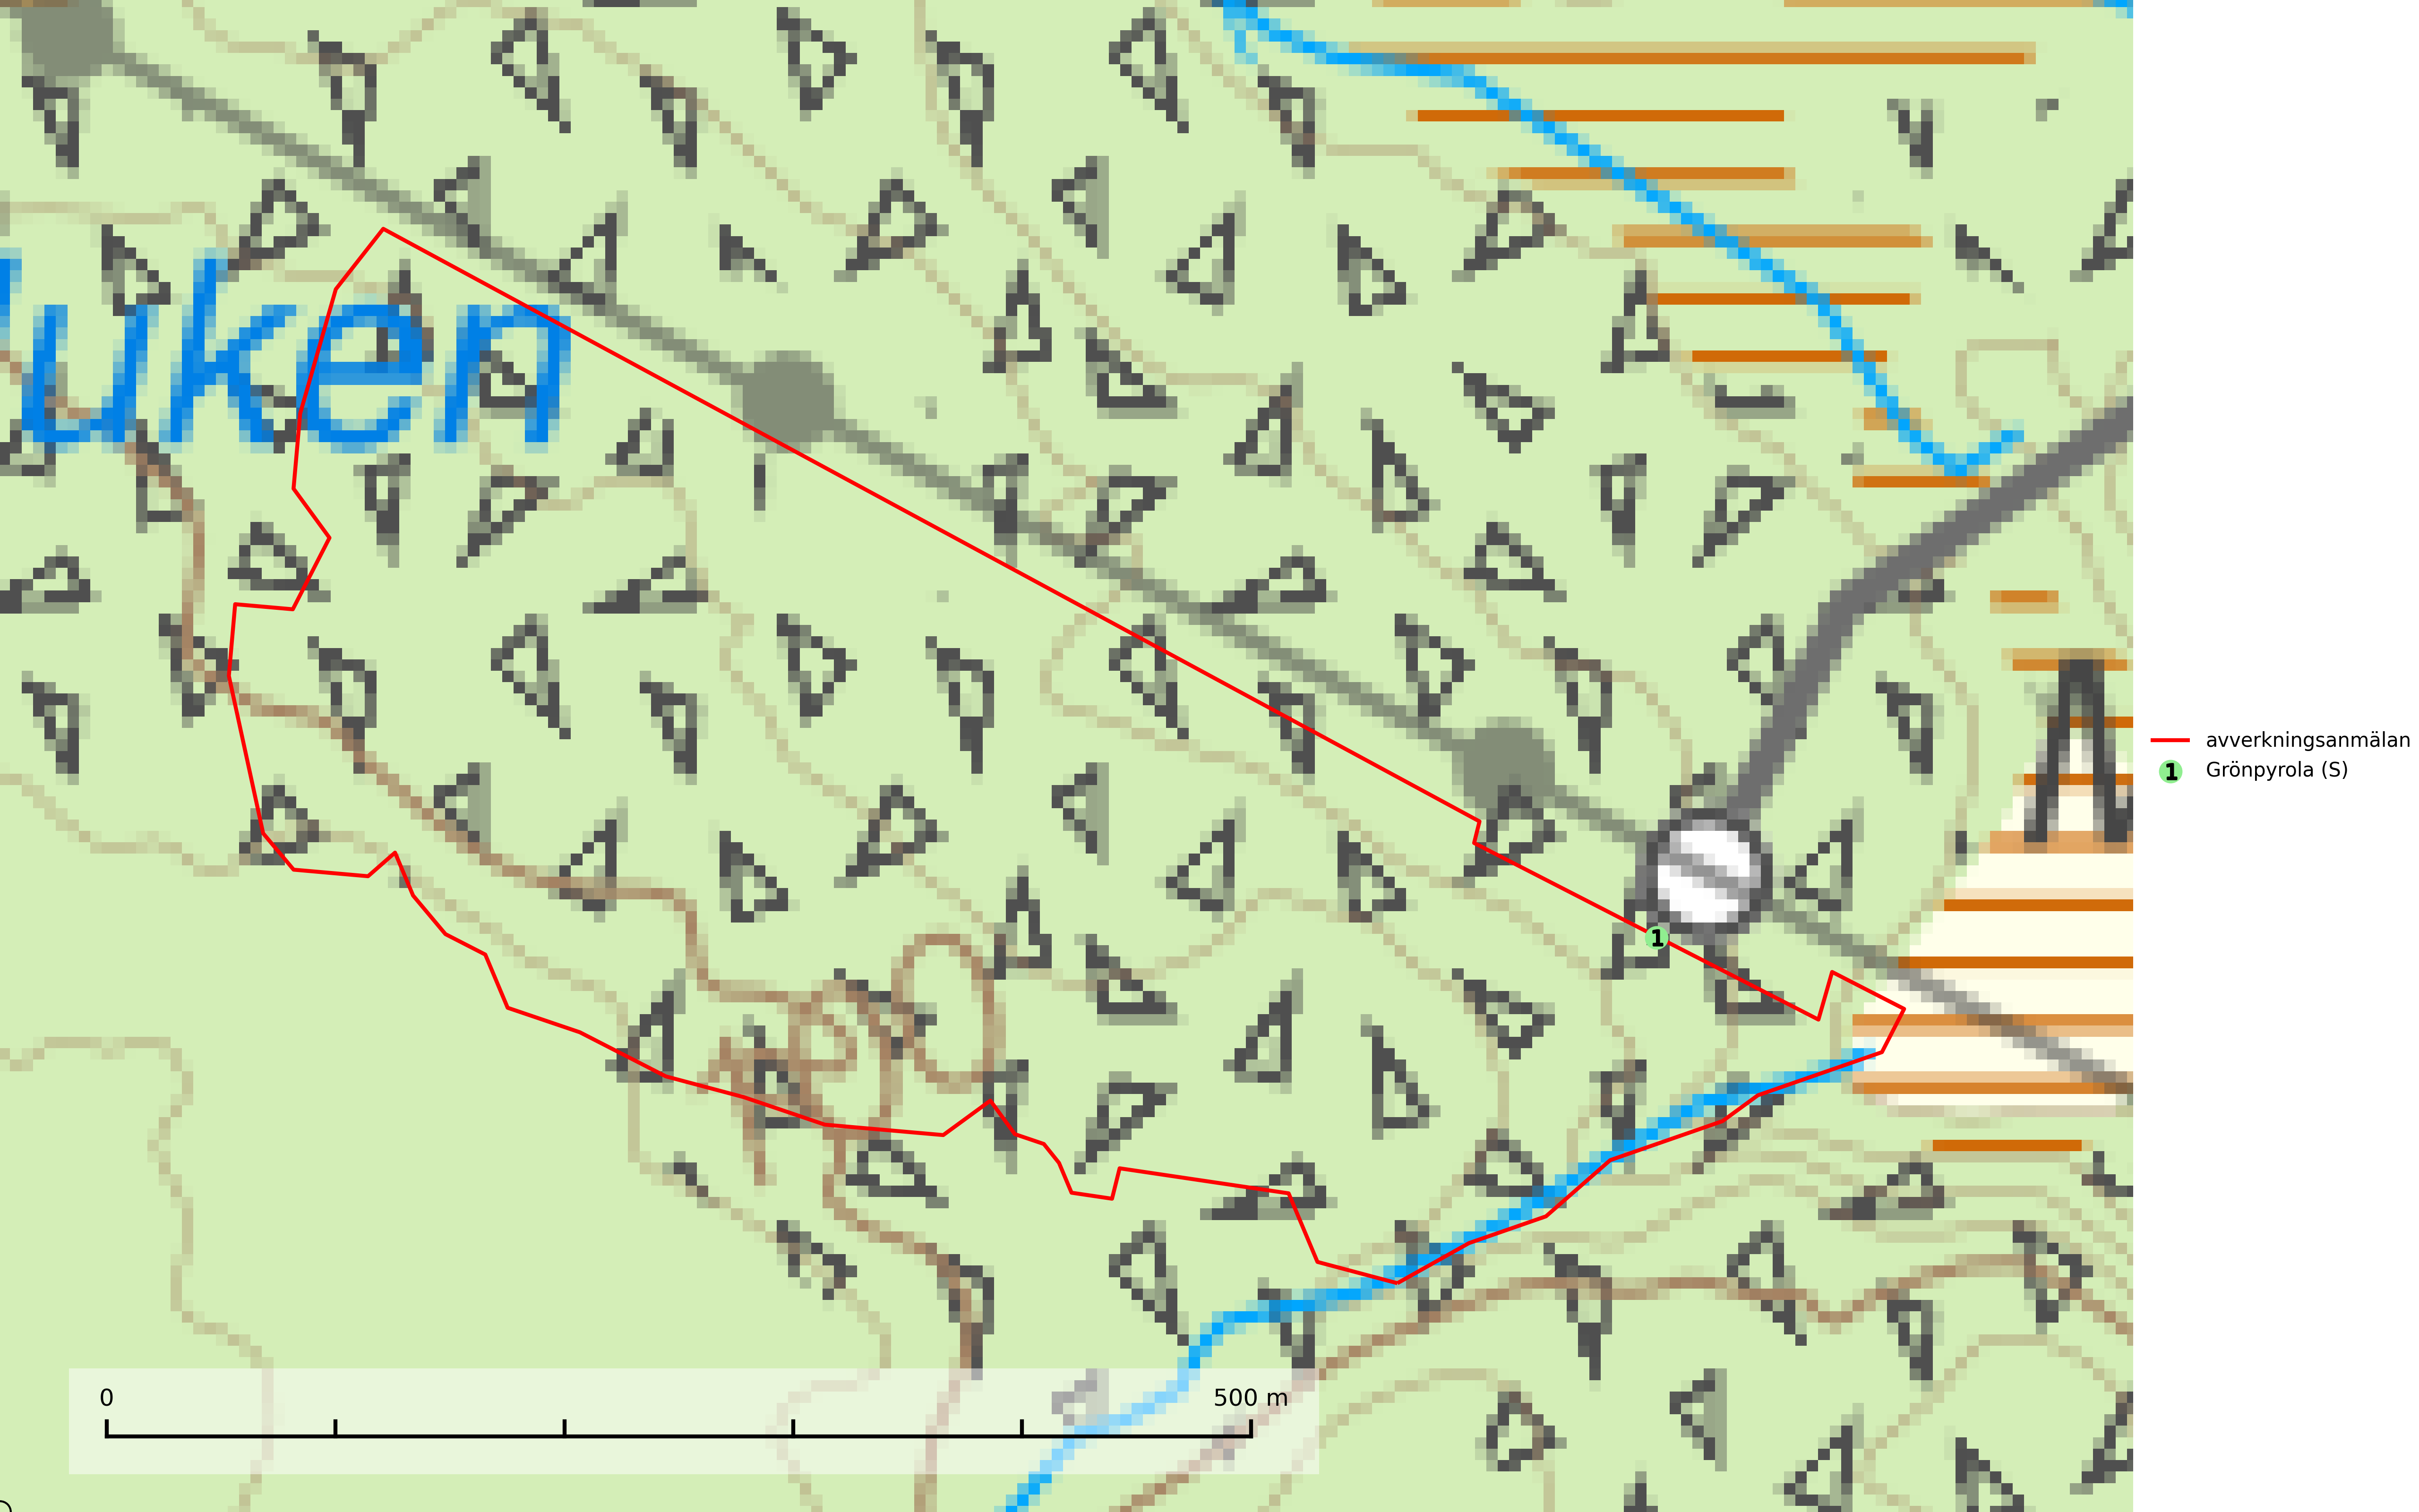 uken
avverkningsanmälan
1 Grönpyrola (S)
1
0 500 m